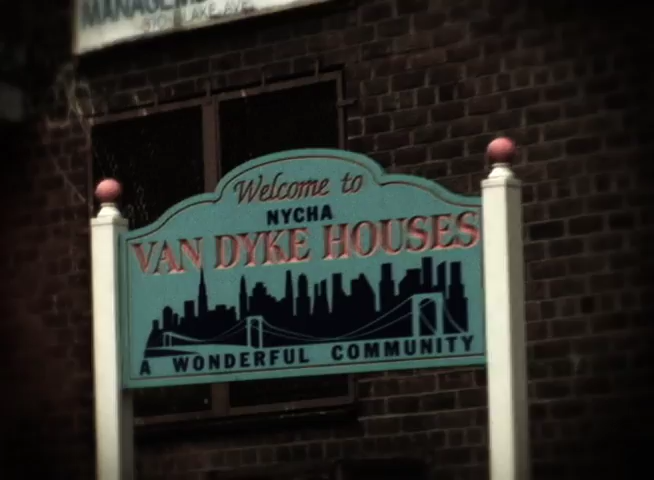 Welcome to
NYCHA
VAN DYKE HOUSES
A WONDERFUL COMMUNITY